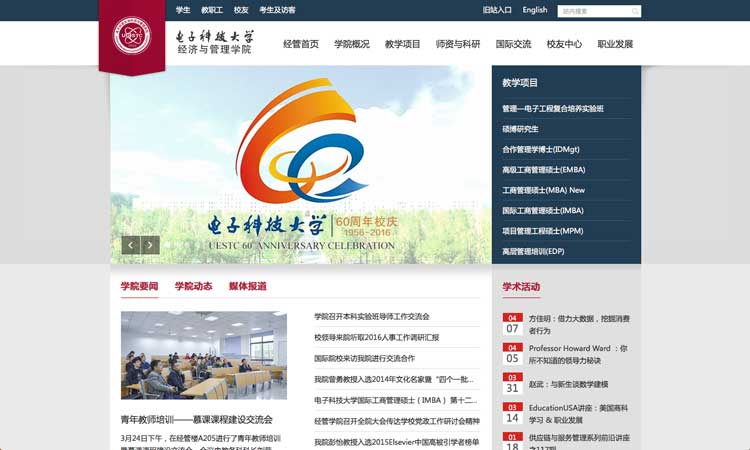 学生 教职工 校友 考生及访客 旧站入口 English 站内搜索
UESTC
电子科技大学
经济与管理学院
经管首页 学院概况 教学项目 师资与科研 国际交流 校友中心 职业发展
电子科技大学
60周年校庆
1956-2016
UESTC 60TH ANNIVERSARY CELEBRATION
教学项目
管理—电子工程复合培养实验班
硕博研究生
合作管理学博士(IDMgt)
高级工商管理硕士(EMBA)
工商管理硕士(MBA) New
国际工商管理硕士(IMBA)
项目管理工程硕士(MPM)
高层管理培训(EDP)
学院要闻 学院动态 媒体报道
青年教师培训——慕课课程建设交流会
3月24日下午，在经管楼A205进行了青年教师培训
学院召开本科实验班导师工作交流会
校领导来院听取2016人事工作调研汇报
国际院校来访我院进行交流合作
我院曾勇教授入选2014年文化名家暨“四个一批...
电子科技大学国际工商管理硕士（IMBA）第十二...
经管学院召开全院大会传达学校党政工作研讨会精神
我院彭怡教授入选2015Elsevier中国高被引学者榜单
学术活动
04
07
方佳明：借力大数据，挖掘消费
者行为
04
05
Professor Howard Ward ：你
所不知道的领导力秘诀
03
31
赵武：与新生谈数学建模
03
14
EducationUSA讲座：美国商科
学习 & 职业发展
01
18
供应链与服务管理系列前沿讲座
之117期